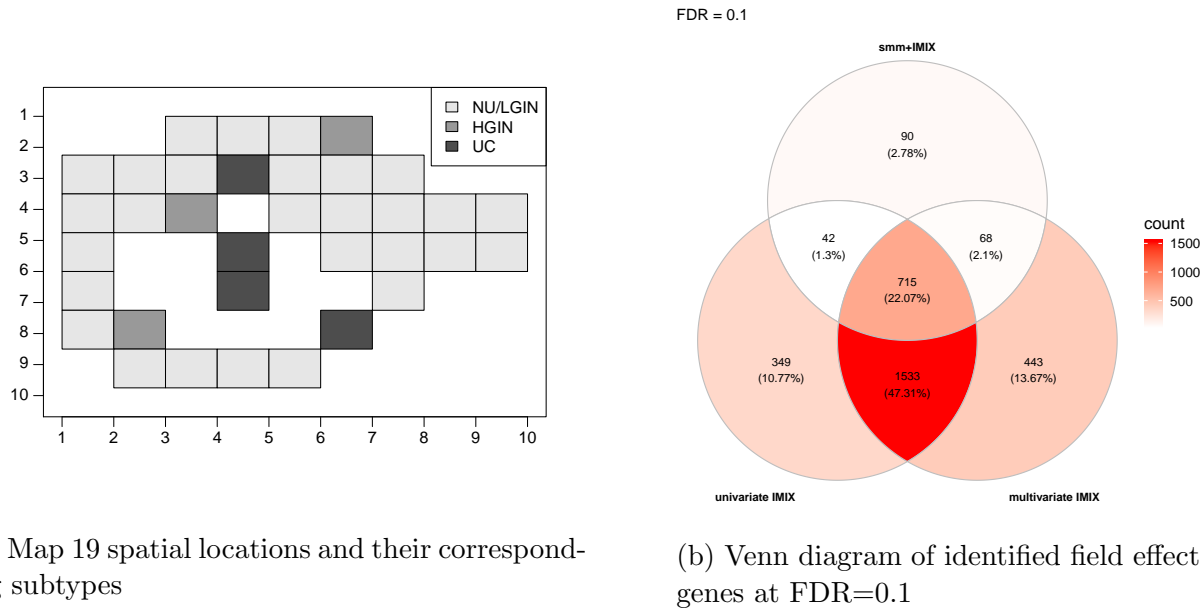 NU/LGIN
HGIN
UC
1
2
3
4
5
6
7
8
9
10
1 2 3 4 5 6 7 8 9 10
Map 19 spatial locations and their correspond-
subtypes
FDR = 0.1
smm+IMIX
90
(2.78%)
42
(1.3%)
68
(2.1%)
715
(22.07%)
349
(10.77%)
1533
(47.31%)
443
(13.67%)
univariate IMIX
multivariate IMIX
count
1500
1000
500
(b) Venn diagram of identified field effect
genes at FDR=0.1